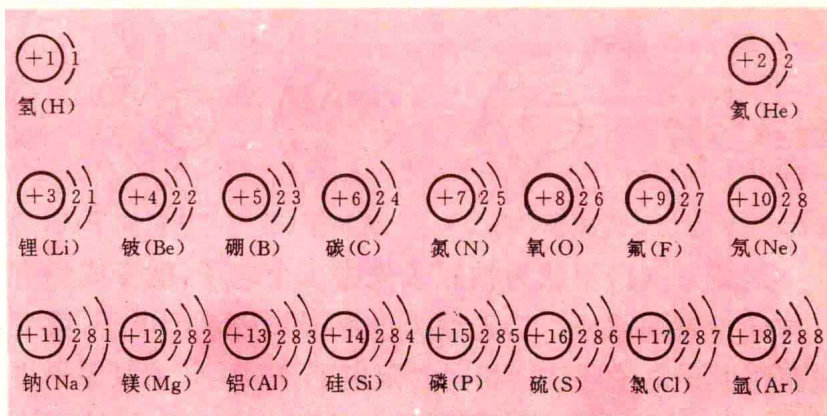 +1 1 +2 2
氢(H) 氦(He)
+3 2 1 +4 2 2 +5 2 3 +6 2 4 +7 2 5 +8 2 6 +9 2 7 +10 2 8
锂(Li) 铍(Be) 硼(B) 碳(C) 氮(N) 氧(O) 氟(F) 氖(Ne)
+11 2 8 1 +12 2 8 2 +13 2 8 3 +14 2 8 4 +15 2 8 5 +16 2 8 6 +17 2 8 7 +18 2 8 8
钠(Na) 镁(Mg) 铝(Al) 硅(Si) 磷(P) 硫(S) 氯(Cl) 氩(Ar)